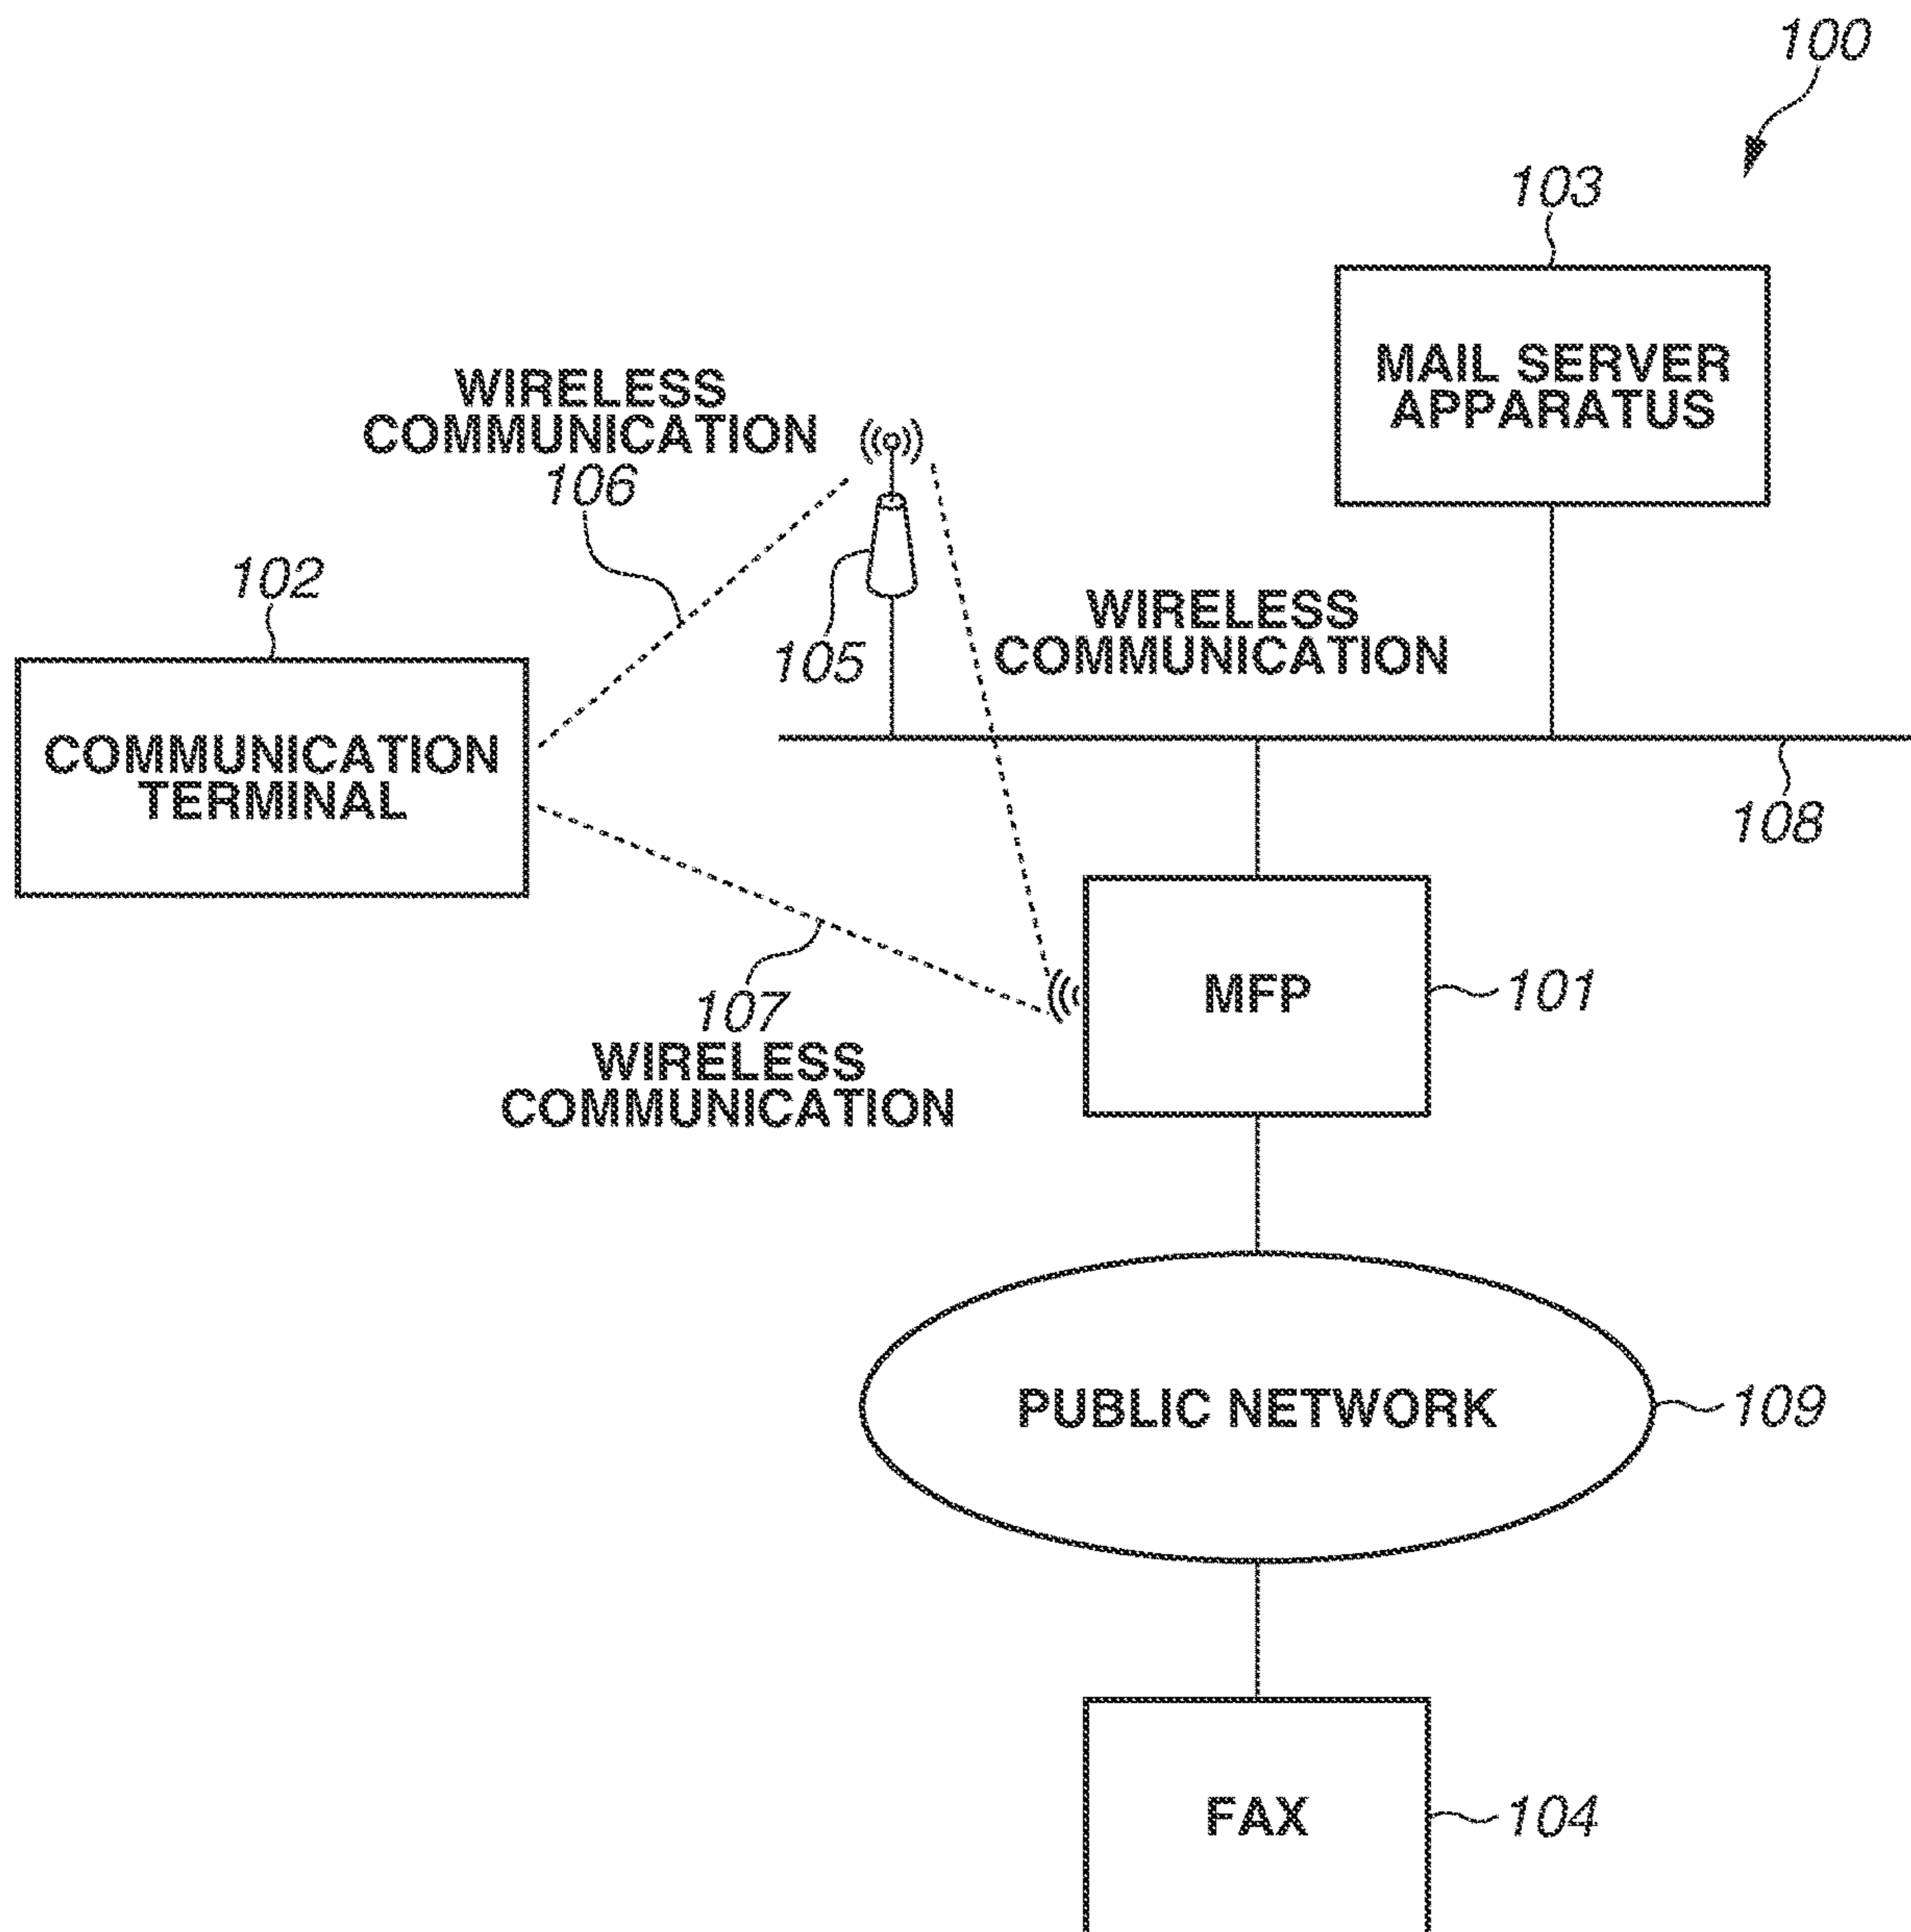 100
103
MAIL SERVER
APPARATUS
WIRELESS
COMMUNICATION
106
102
105
WIRELESS
COMMUNICATION
COMMUNICATION
TERMINAL
108
107
WIRELESS
COMMUNICATION
MFP
101
PUBLIC NETWORK
109
FAX
104